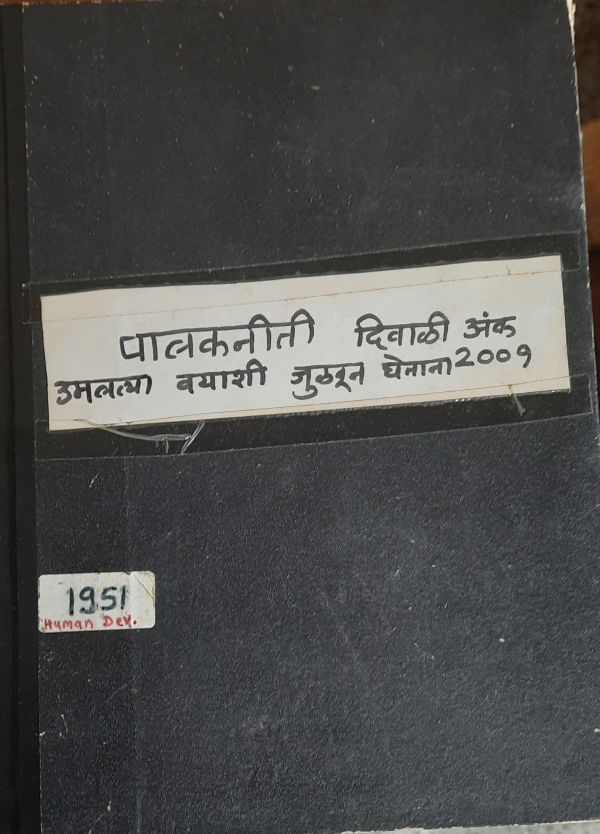 पालकनीती दिवाळी अंक
उमलत्या वयाशी जुळवून घेताना 2009
1951
Human Dev.